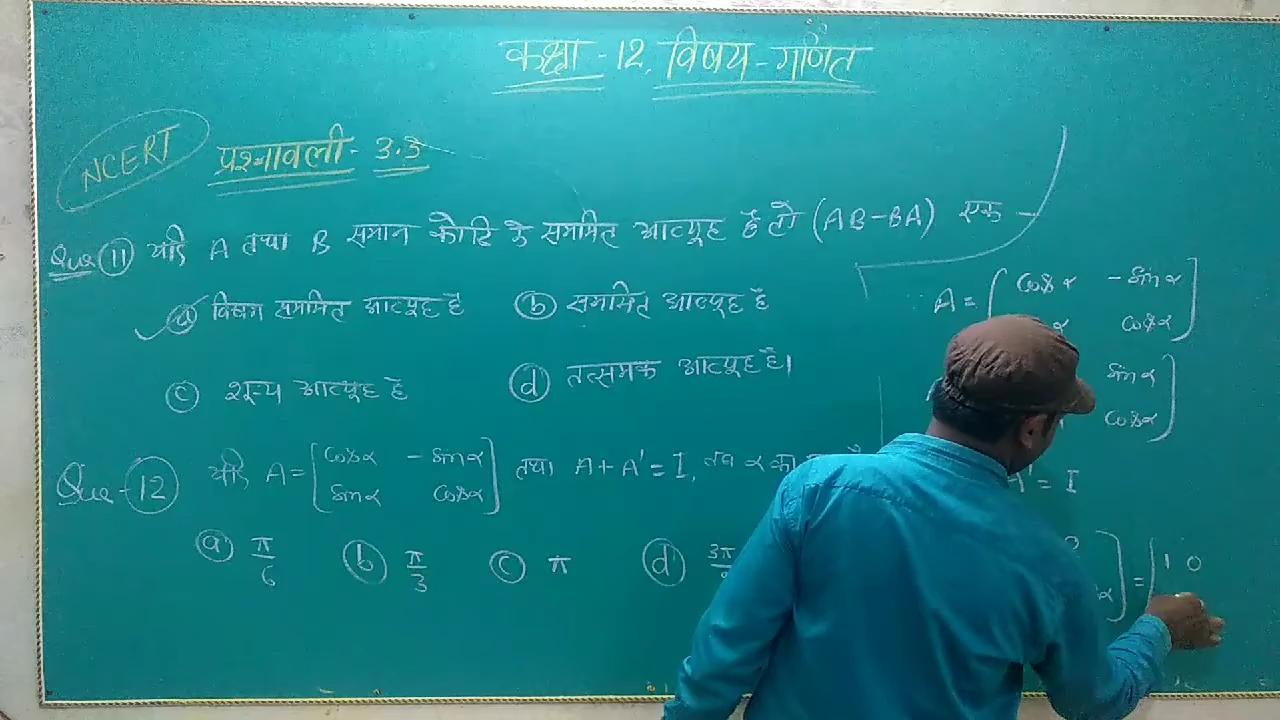 कक्षा - 12, विषय - गणित
NCERT प्रश्नावली - 3.3
Que 11 यदि A तथा B समान कोटि के सममित आव्यूह हैं तो (AB-BA) एक -
a विषम सममित आव्यूह है b सममित आव्यूह है
c शून्य आव्यूह है d तत्समक आव्यूह है।
Que-12 यदि A = [cosα -sinα
sinα cosα] तथा A + A' = I, तब α का
a π/6 b π/3 c π d 3π/
A = [cosα -sinα
α cosα]
sinα
cosα]
A' = I
] = [1 0
α